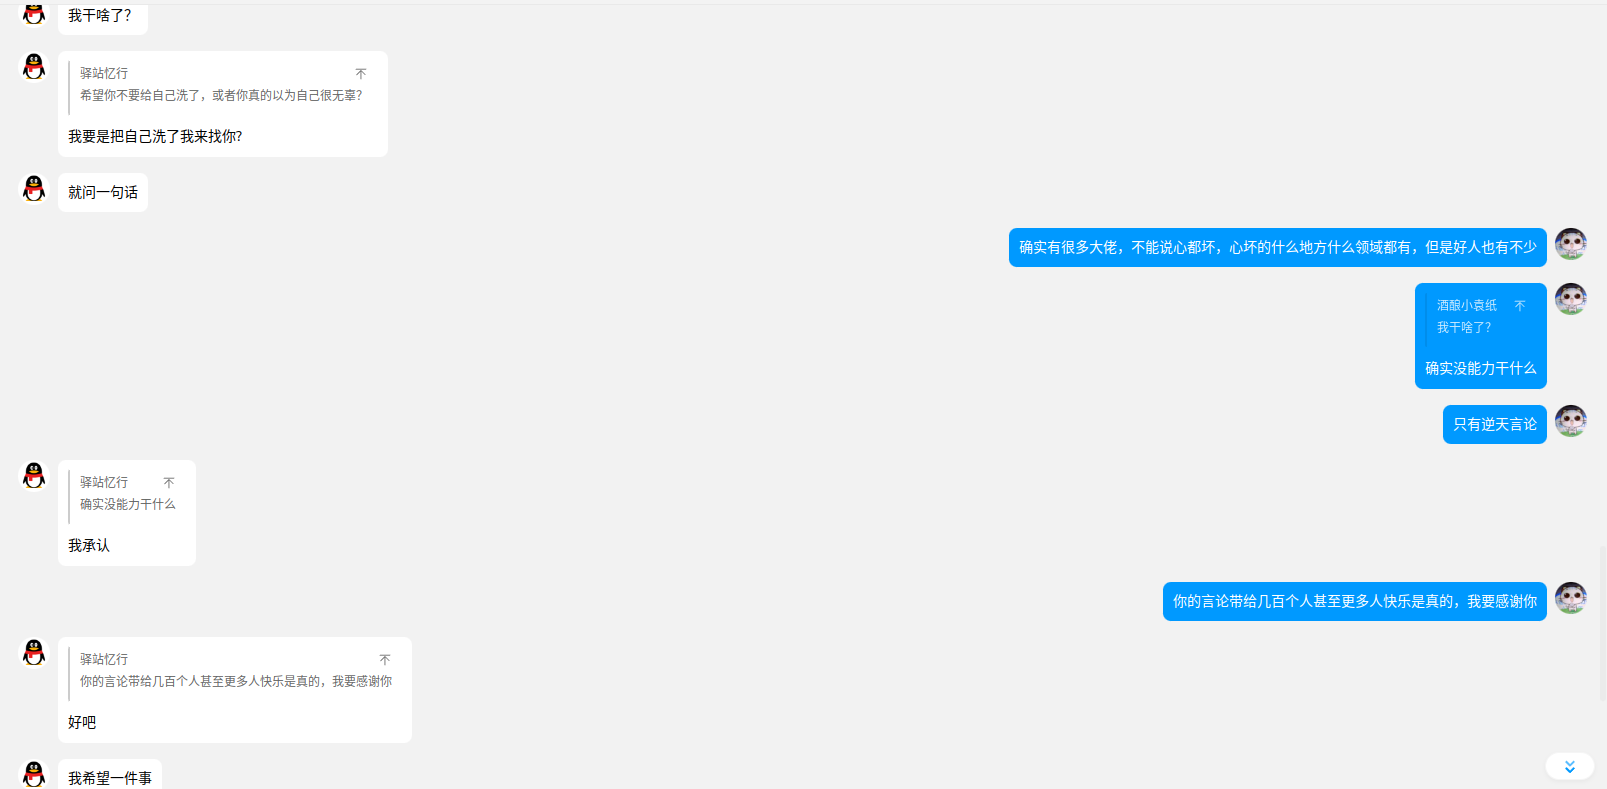 我干啥了？
驿站忆行
希望你不要给自己洗了，或者你真的以为自己很无辜？
我要是把自己洗了我来找你？
就问一句话
确实有很多大佬，不能说心都坏，心坏的什么地方什么领域都有，但是好人也有不少
酒酿小袁纸
我干啥了？
确实没能力干什么
只有逆天言论
驿站忆行
确实没能力干什么
我承认
你的言论带给几百个人甚至更多人快乐是真的，我要感谢你
驿站忆行
你的言论带给几百个人甚至更多人快乐是真的，我要感谢你
好吧
我希望一件事